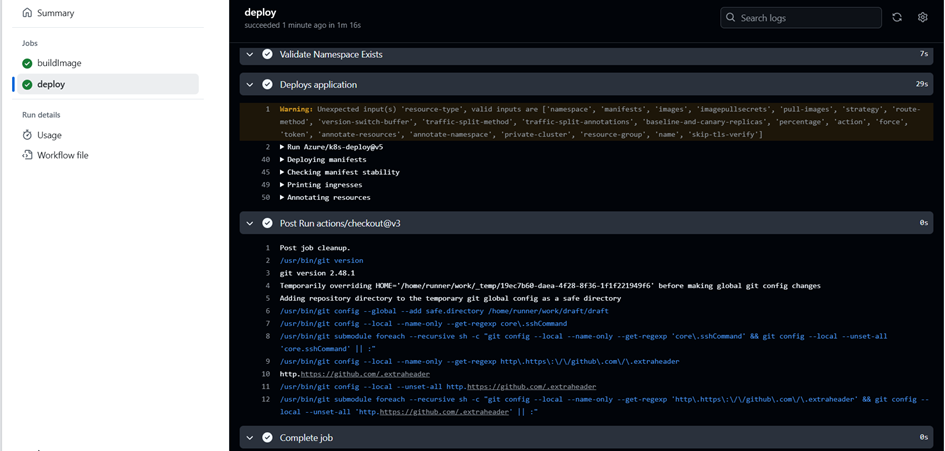 Summary
Jobs
buildImage
deploy
Run details
Usage
Workflow file
deploy
succeeded 1 minute ago in 1m 16s
Search logs
Validate Namespace Exists 7s
Deploys application 29s
1 Warning: Unexpected input(s) 'resource-type', valid inputs are ['namespace', 'manifests', 'images', 'imagepullsecrets', 'pull-images', 'strategy', 'route-
method', 'version-switch-buffer', 'traffic-split-method', 'traffic-split-annotations', 'baseline-and-canary-replicas', 'percentage', 'action', 'force',
'token', 'annotate-resources', 'annotate-namespace', 'private-cluster', 'resource-group', 'name', 'skip-tls-verify']
2 Run Azure/k8s-deploy@v5
40 Deploying manifests
45 Checking manifest stability
49 Printing ingresses
50 Annotating resources
Post Run actions/checkout@v3 0s
1 Post job cleanup.
2 /usr/bin/git version
3 git version 2.48.1
4 Temporarily overriding HOME='/home/runner/work/_temp/19ec7b60-daea-4f28-8f36-1f1f221949f6' before making global git config changes
5 Adding repository directory to the temporary git global config as a safe directory
6 /usr/bin/git config --global --add safe.directory /home/runner/work/draft/draft
7 /usr/bin/git config --local --name-only --get-regexp core\.sshCommand
8 /usr/bin/git submodule foreach --recursive sh -c "git config --local --name-only --get-regexp 'core\.sshCommand' && git config --local --unset-all
'core.sshCommand' || :"
9 /usr/bin/git config --local --name-only --get-regexp http\.https\:\/\/github\.com\/\.extraheader
10 http.https://github.com/.extraheader
11 /usr/bin/git config --local --unset-all http.https://github.com/.extraheader
12 /usr/bin/git submodule foreach --recursive sh -c "git config --local --name-only --get-regexp 'http\.https\:\/\/github\.com\/\.extraheader' && git config --
local --unset-all 'http.https://github.com/.extraheader' || :"
Complete job 0s